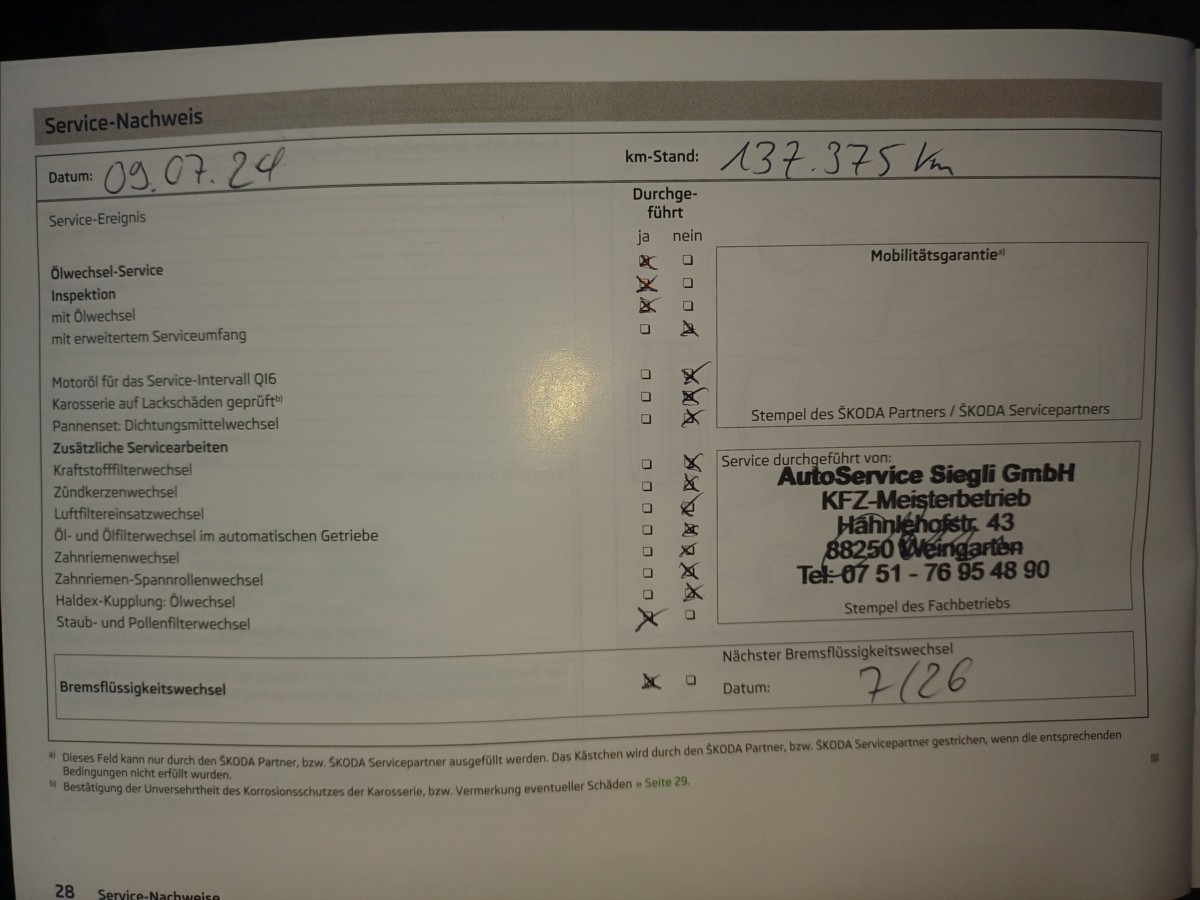 Service-Nachweis
Datum: 09.07.24
km-Stand: 137.375 km
Service-Ereignis
Durchge-
führt
ja nein
Ölwechsel-Service
Inspektion
mit Ölwechsel
mit erweitertem Serviceumfang
Motoröl für das Service-Intervall QI6
Karosserie auf Lackschäden geprüft b)
Pannenset: Dichtungsmittelwechsel
Zusätzliche Servicearbeiten
Kraftstofffilterwechsel
Zündkerzenwechsel
Luftfiltereinsatzwechsel
Öl- und Ölfilterwechsel im automatischen Getriebe
Zahnriemenwechsel
Zahnriemen-Spannrollenwechsel
Haldex-Kupplung: Ölwechsel
Staub- und Pollenfilterwechsel
Mobilitätsgarantie a)
Stempel des ŠKODA Partners / ŠKODA Servicepartners
Service durchgeführt von:
AutoService Siegli GmbH
KFZ-Meisterbetrieb
Hähnlehofstr. 43
88250 Weingarten
Tel. 07 51 - 76 95 48 90
Stempel des Fachbetriebs
Bremsflüssigkeitswechsel
Nächster Bremsflüssigkeitswechsel
Datum: 7/26
a) Dieses Feld kann nur durch den ŠKODA Partner, bzw. ŠKODA Servicepartner ausgefüllt werden. Das Kästchen wird durch den ŠKODA Partner, bzw. ŠKODA Servicepartner gestrichen, wenn die entsprechenden
Bedingungen nicht erfüllt wurden.
b) Bestätigung der Unversehrtheit des Korrosionsschutzes der Karosserie, bzw. Vermerkung eventueller Schäden » Seite 29.
28 Service-Nachweise